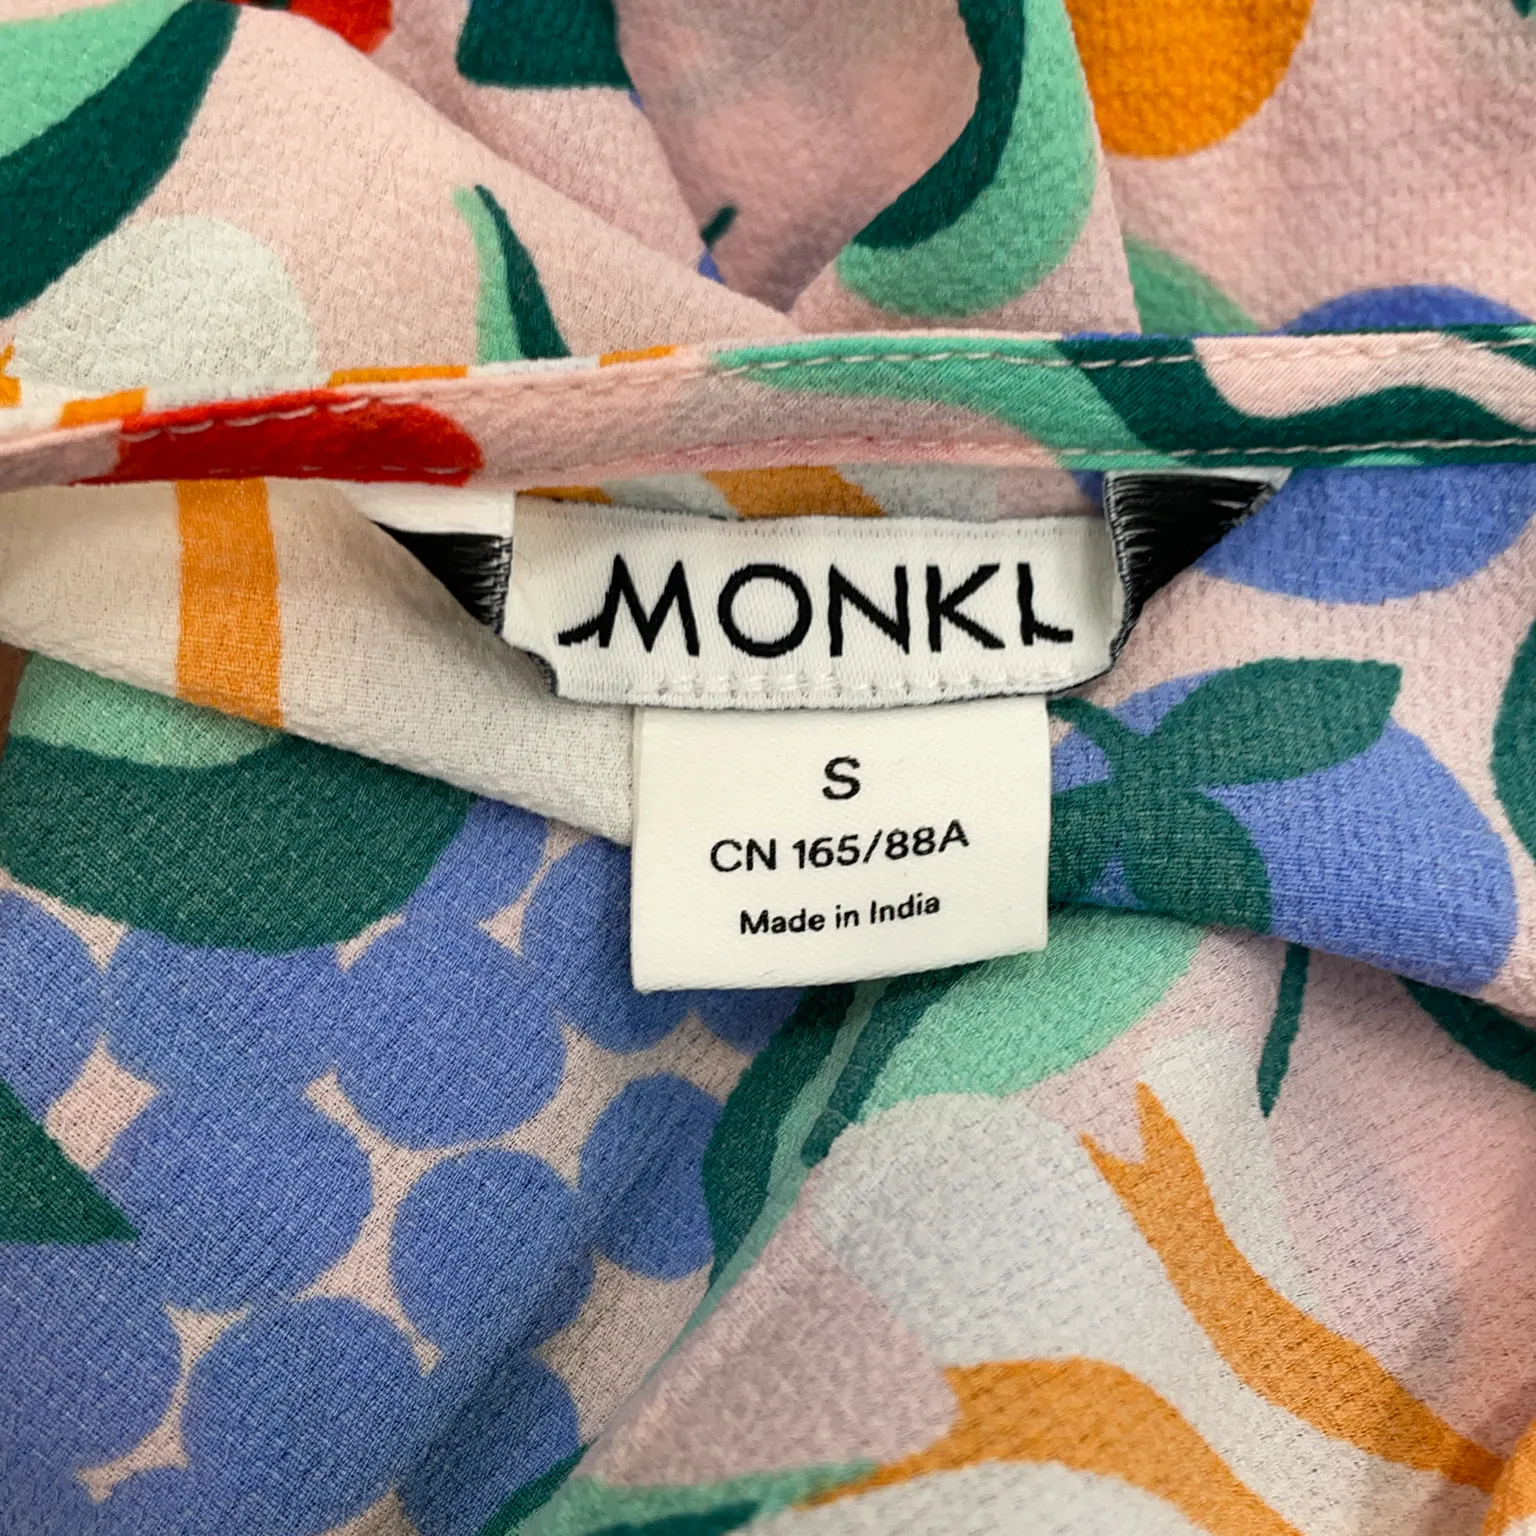 MONKI
S
CN 165/88A
Made in India